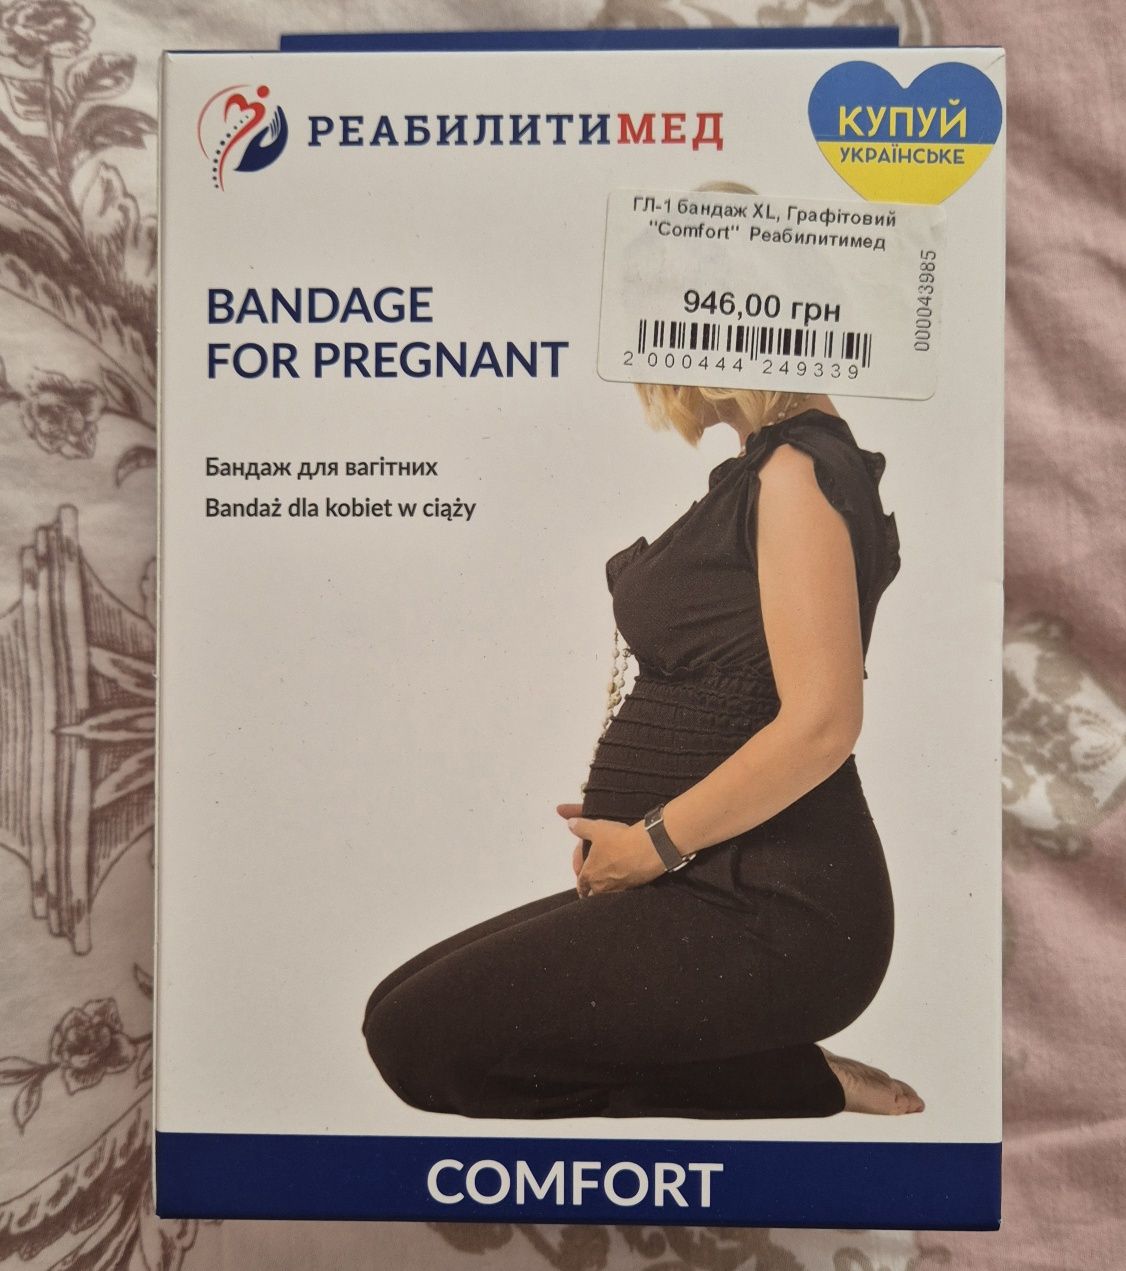 РЕАБИЛИТИМЕД
КУПУЙ
УКРАЇНСЬКЕ
ГЛ-1 бандаж XL, Графітовий
"Comfort" Реабилитимед
946,00 грн
000043985
2 000444 249339
BANDAGE
FOR PREGNANT
Бандаж для вагітних
Bandaż dla kobiet w ciąży
COMFORT